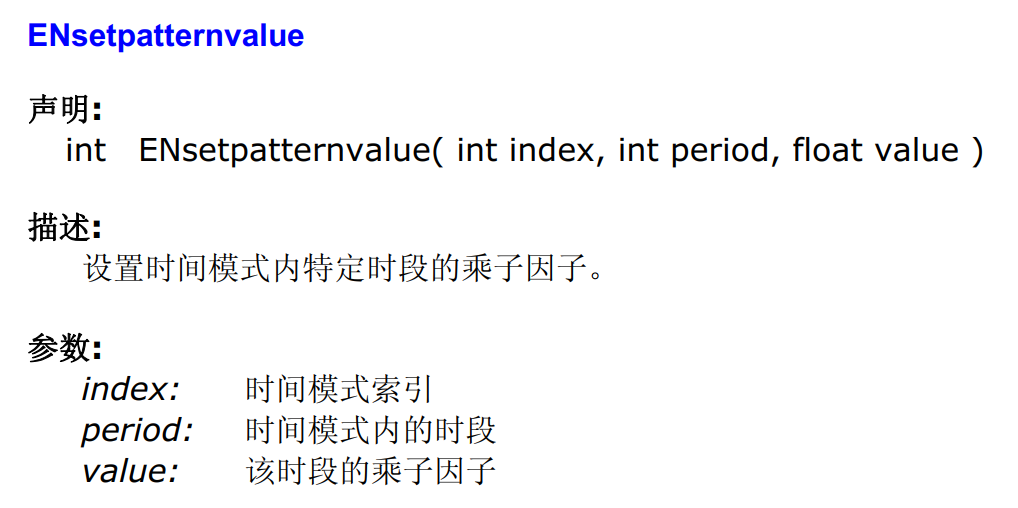 ENsetpatternvalue
声明:
int ENsetpatternvalue( int index, int period, float value )
描述:
设置时间模式内特定时段的乘子因子。
参数:
index: 时间模式索引
period: 时间模式内的时段
value: 该时段的乘子因子